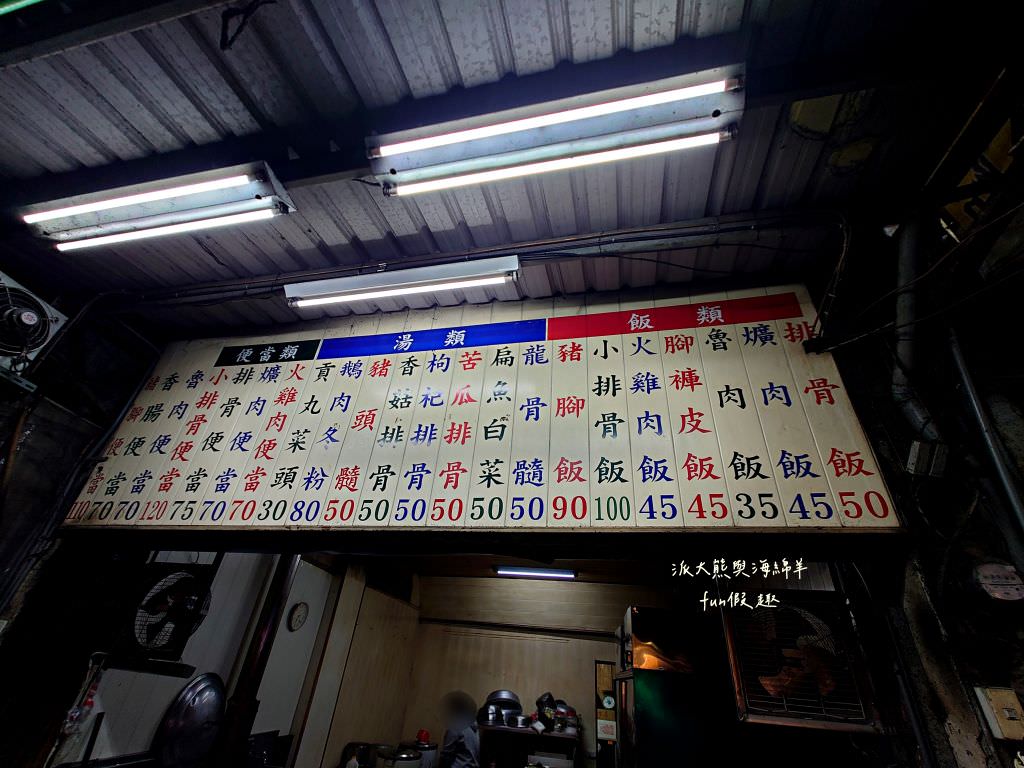 飯類
排骨飯50
爌肉飯45
魯肉飯35
腳褲皮飯45
火雞肉飯45
小排骨飯100
豬腳飯90
湯類
龍骨髓50
扁魚白菜50
苦瓜排骨50
枸杞排骨50
香菇排骨50
豬頭髓50
鵝肉冬粉80
貢丸菜頭30
便當類
火雞肉便當70
爌肉便當70
排骨便當75
小排骨便當120
魯肉便當70
香腸便當70
豬腳便當110
派大熊與海綿羊
fun假趣